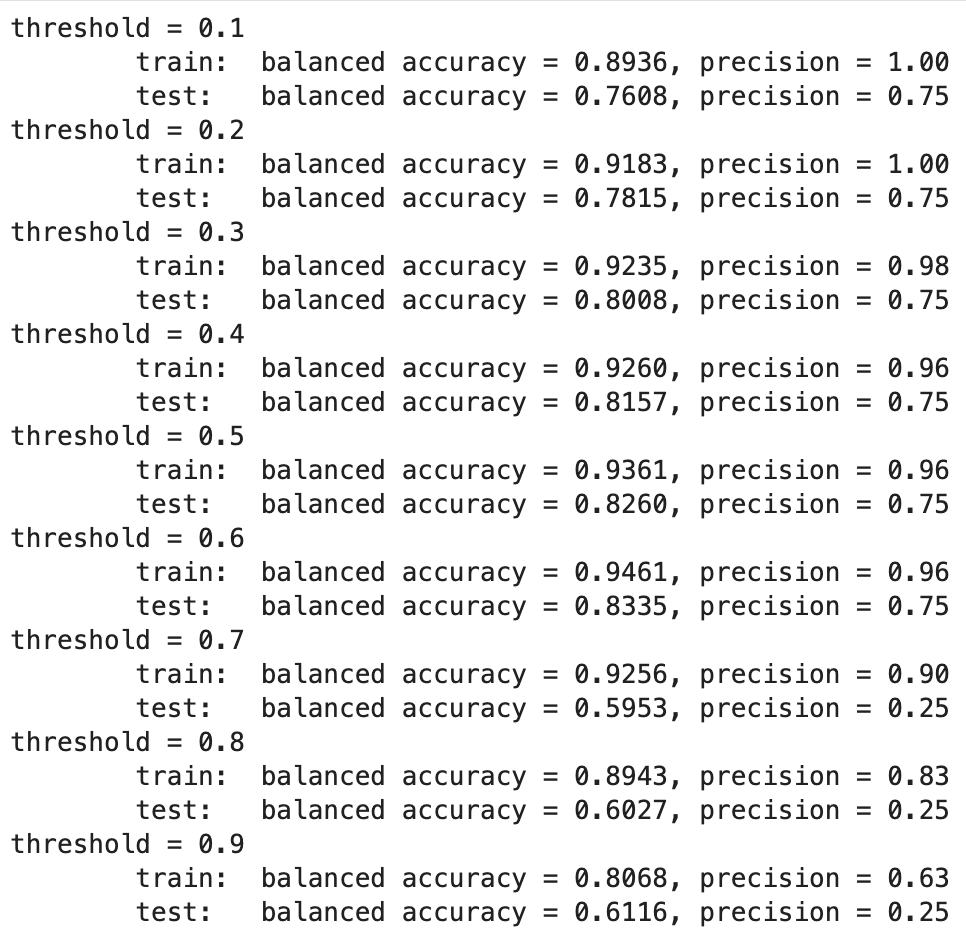 threshold = 0.1
train: balanced accuracy = 0.8936, precision = 1.00
test: balanced accuracy = 0.7608, precision = 0.75
threshold = 0.2
train: balanced accuracy = 0.9183, precision = 1.00
test: balanced accuracy = 0.7815, precision = 0.75
threshold = 0.3
train: balanced accuracy = 0.9235, precision = 0.98
test: balanced accuracy = 0.8008, precision = 0.75
threshold = 0.4
train: balanced accuracy = 0.9260, precision = 0.96
test: balanced accuracy = 0.8157, precision = 0.75
threshold = 0.5
train: balanced accuracy = 0.9361, precision = 0.96
test: balanced accuracy = 0.8260, precision = 0.75
threshold = 0.6
train: balanced accuracy = 0.9461, precision = 0.96
test: balanced accuracy = 0.8335, precision = 0.75
threshold = 0.7
train: balanced accuracy = 0.9256, precision = 0.90
test: balanced accuracy = 0.5953, precision = 0.25
threshold = 0.8
train: balanced accuracy = 0.8943, precision = 0.83
test: balanced accuracy = 0.6027, precision = 0.25
threshold = 0.9
train: balanced accuracy = 0.8068, precision = 0.63
test: balanced accuracy = 0.6116, precision = 0.25